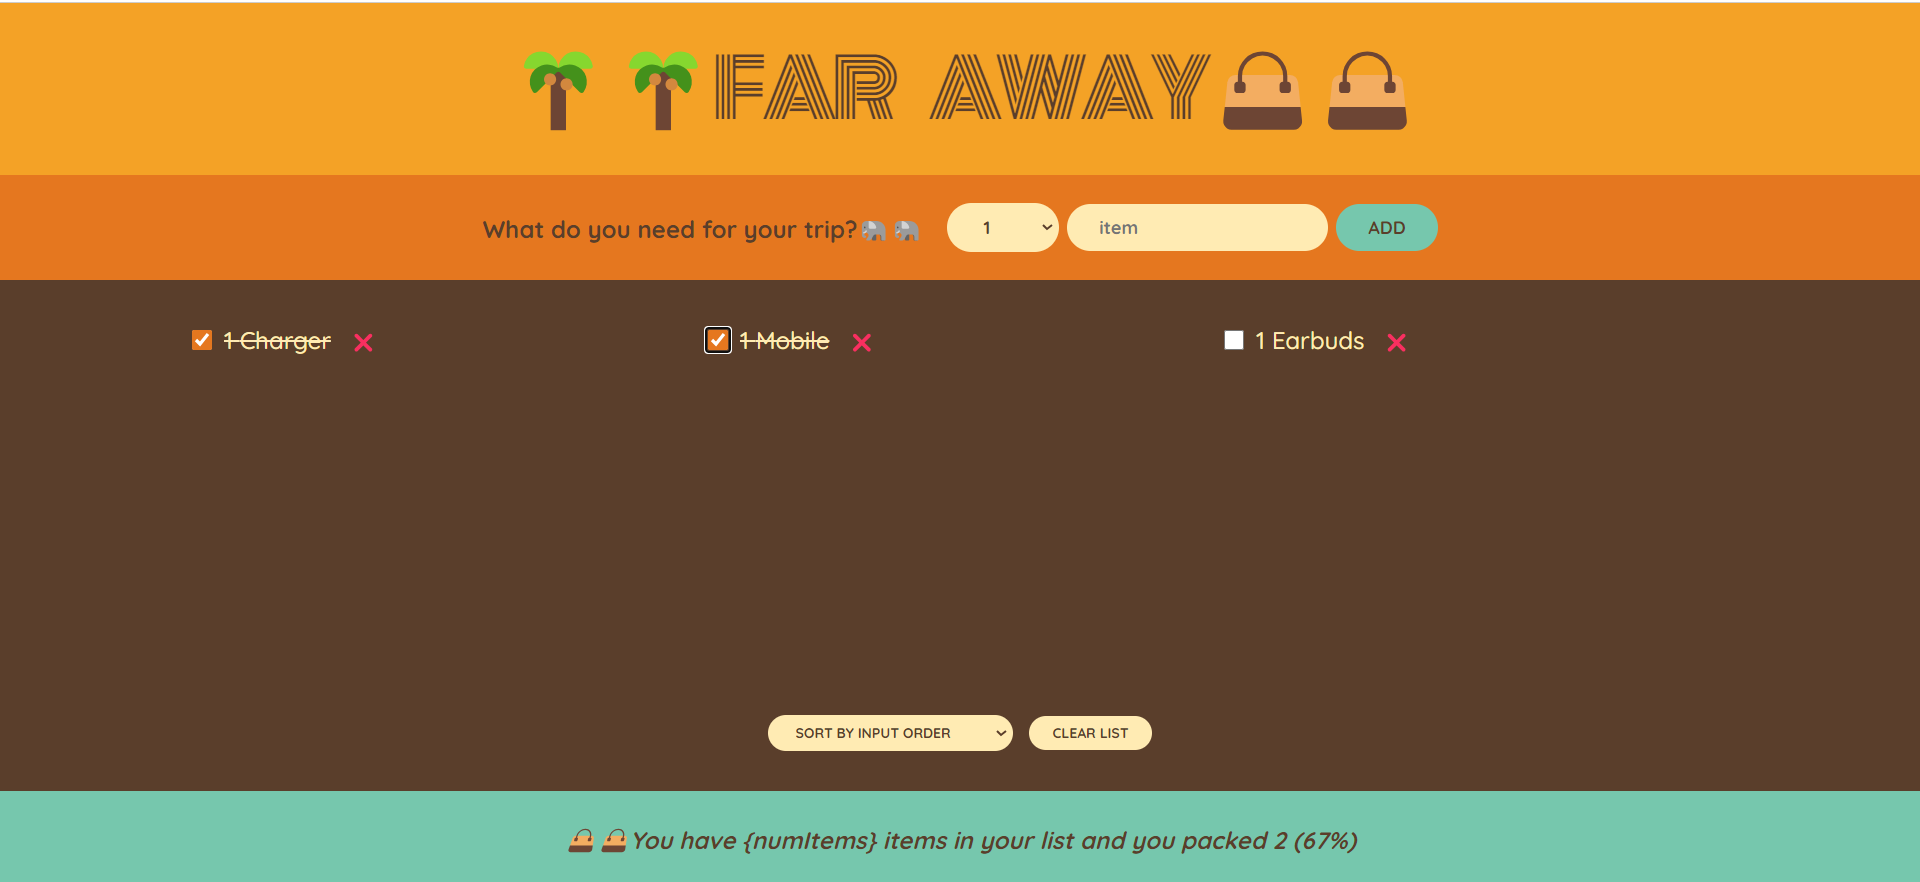 FAR AWAY
What do you need for your trip? 1 item ADD
1 Charger 1 Mobile 1 Earbuds
SORT BY INPUT ORDER CLEAR LIST
You have {numItems} items in your list and you packed 2 (67%)